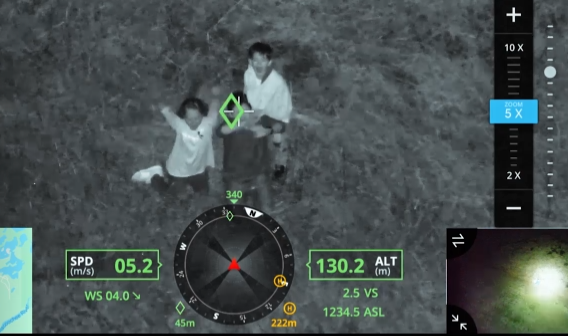 +
10 X
ZOOM
5 X
2 X
−
340
N
W
S
SPD
(m/s)
05.2
WS 04.0 ↘
130.2
ALT
(m)
2.5 VS
1234.5 ASL
45m
H
H
222m